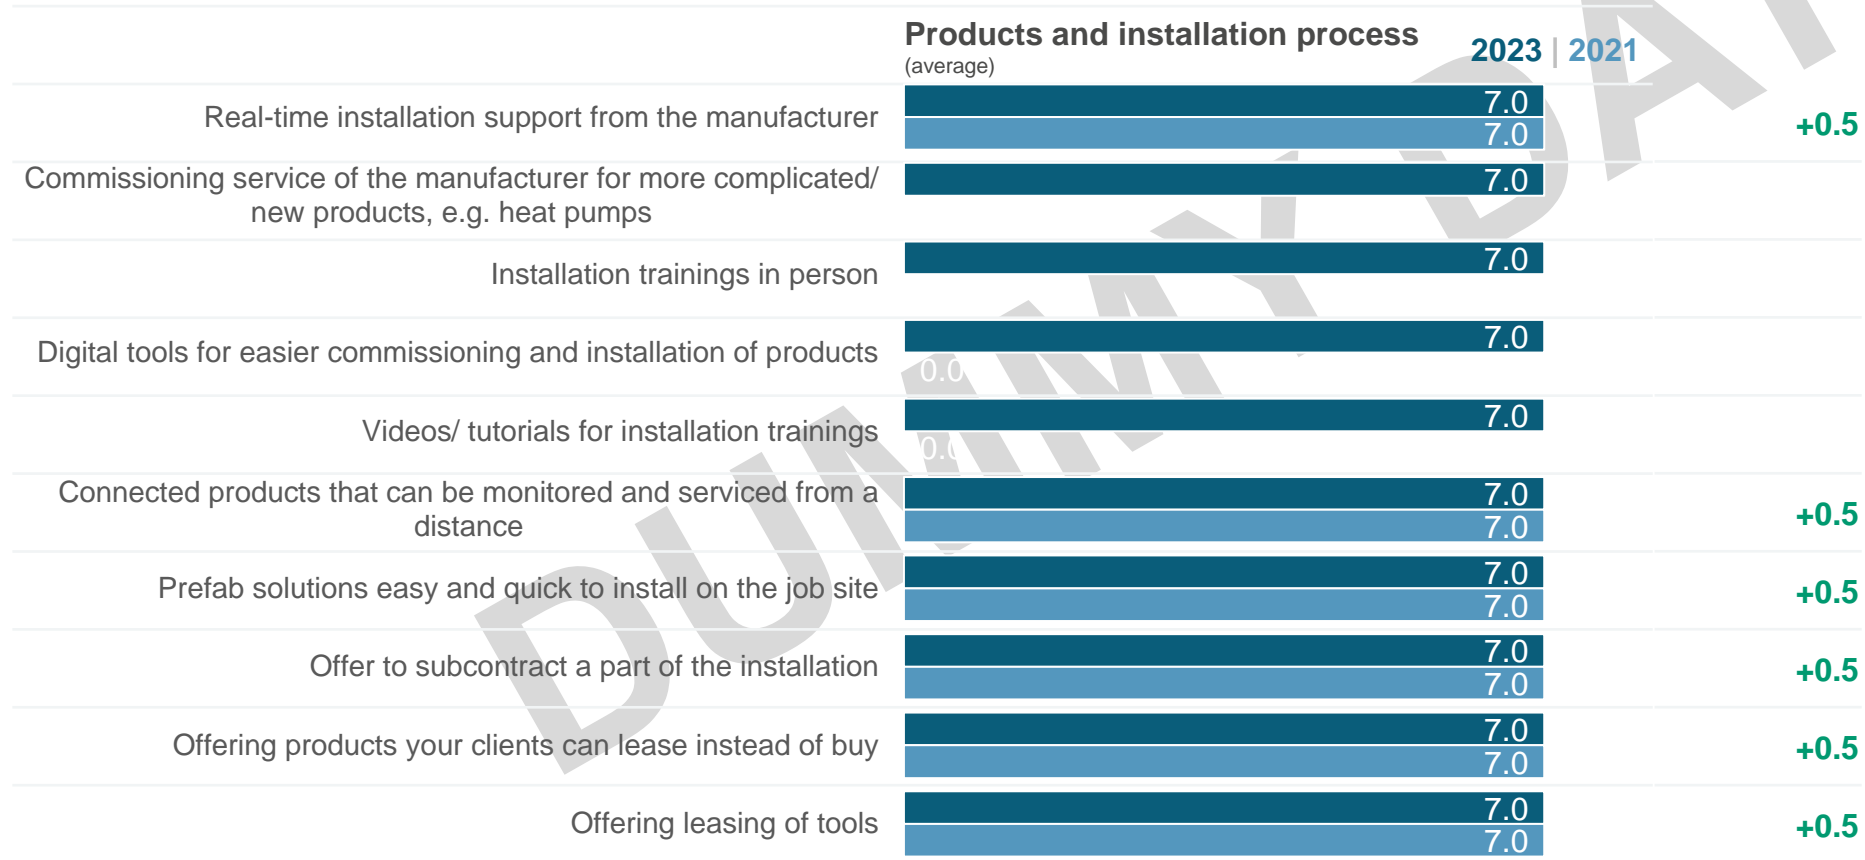 Products and installation process
(average)
2023 | 2021
Real-time installation support from the manufacturer
7.0
7.0
+0.5
Commissioning service of the manufacturer for more complicated/
new products, e.g. heat pumps
7.0
Installation trainings in person
7.0
Digital tools for easier commissioning and installation of products
7.0
0.0
Videos/ tutorials for installation trainings
7.0
0.0
Connected products that can be monitored and serviced from a
distance
7.0
7.0
+0.5
Prefab solutions easy and quick to install on the job site
7.0
7.0
+0.5
Offer to subcontract a part of the installation
7.0
7.0
+0.5
Offering products your clients can lease instead of buy
7.0
7.0
+0.5
Offering leasing of tools
7.0
7.0
+0.5
DUMMY DAT